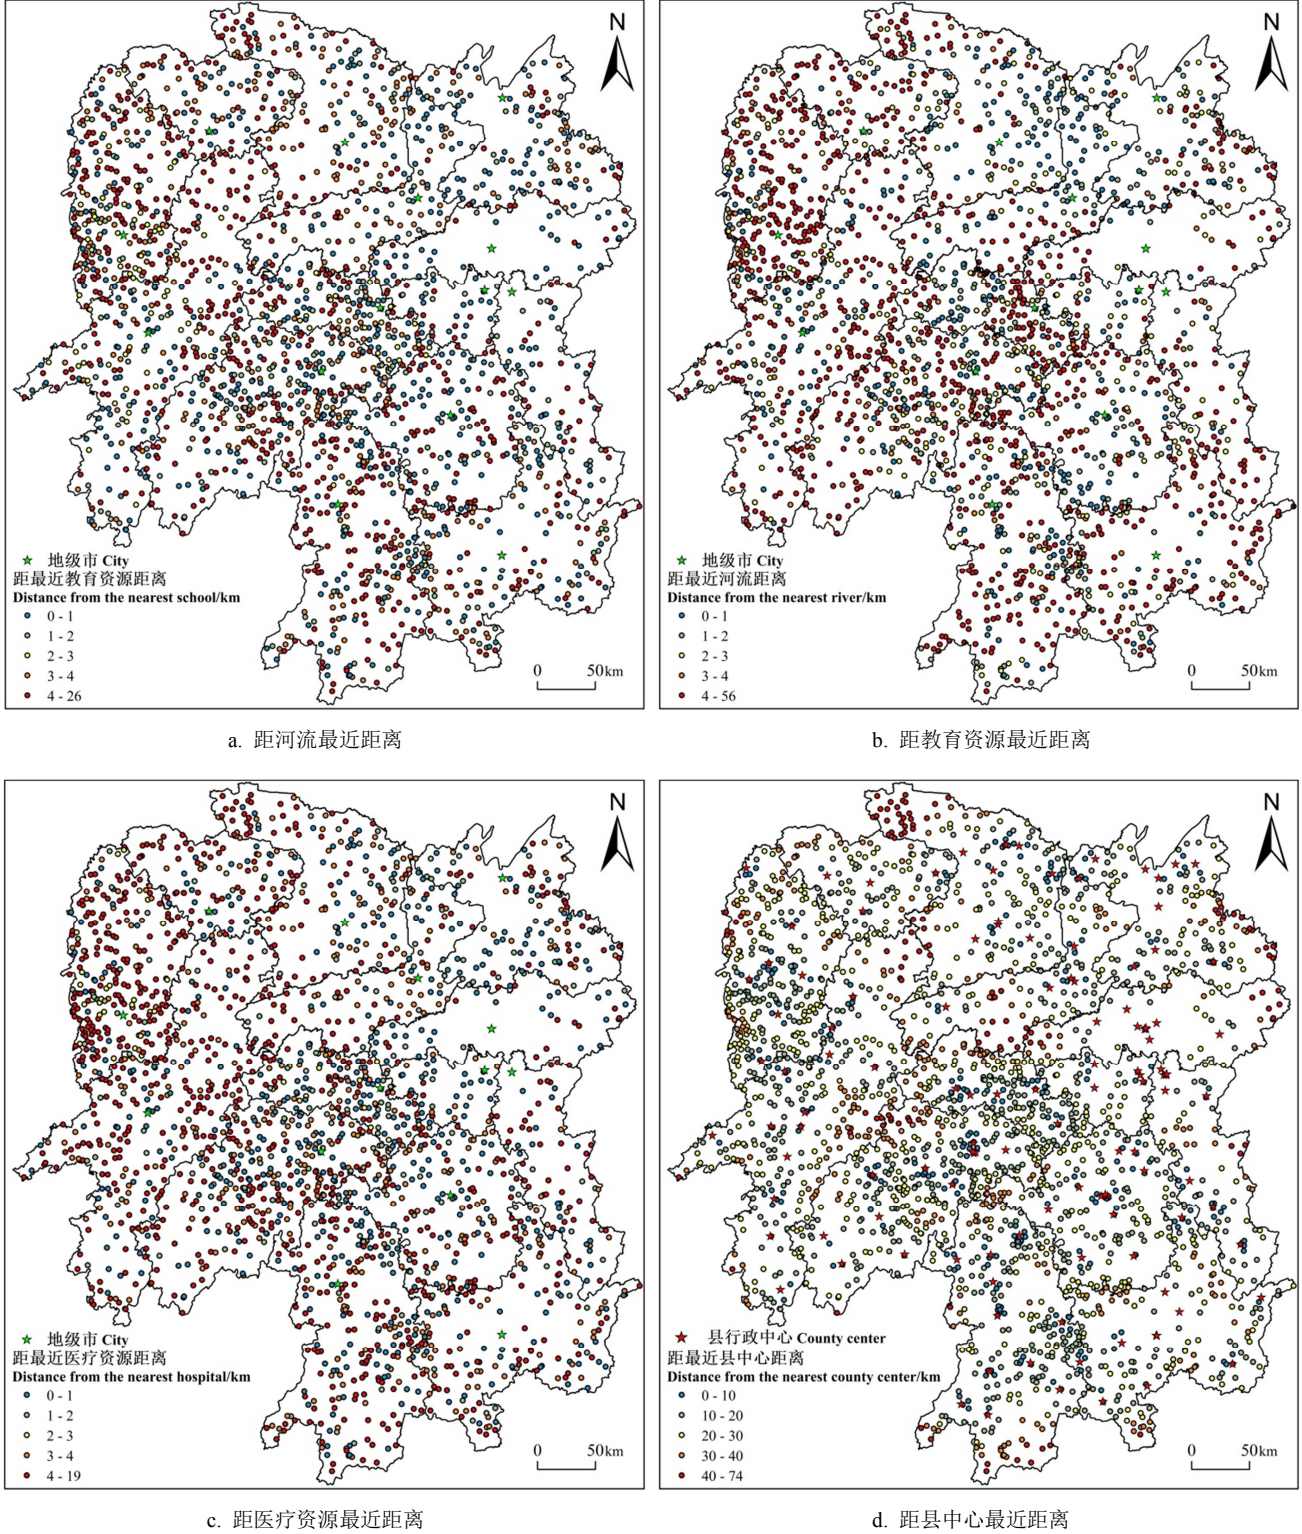 N
地级市 City
距最近教育资源距离
Distance from the nearest school/km
0 - 1
1 - 2
2 - 3
3 - 4
4 - 26
0 50km
a. 距河流最近距离
N
地级市 City
距最近河流距离
Distance from the nearest river/km
0 - 1
1 - 2
2 - 3
3 - 4
4 - 56
0 50km
b. 距教育资源最近距离
N
地级市 City
距最近医疗资源距离
Distance from the nearest hospital/km
0 - 1
1 - 2
2 - 3
3 - 4
4 - 19
0 50km
c. 距医疗资源最近距离
N
县行政中心 County center
距最近县中心距离
Distance from the nearest county center/km
0 - 10
10 - 20
20 - 30
30 - 40
40 - 74
0 50km
d. 距县中心最近距离